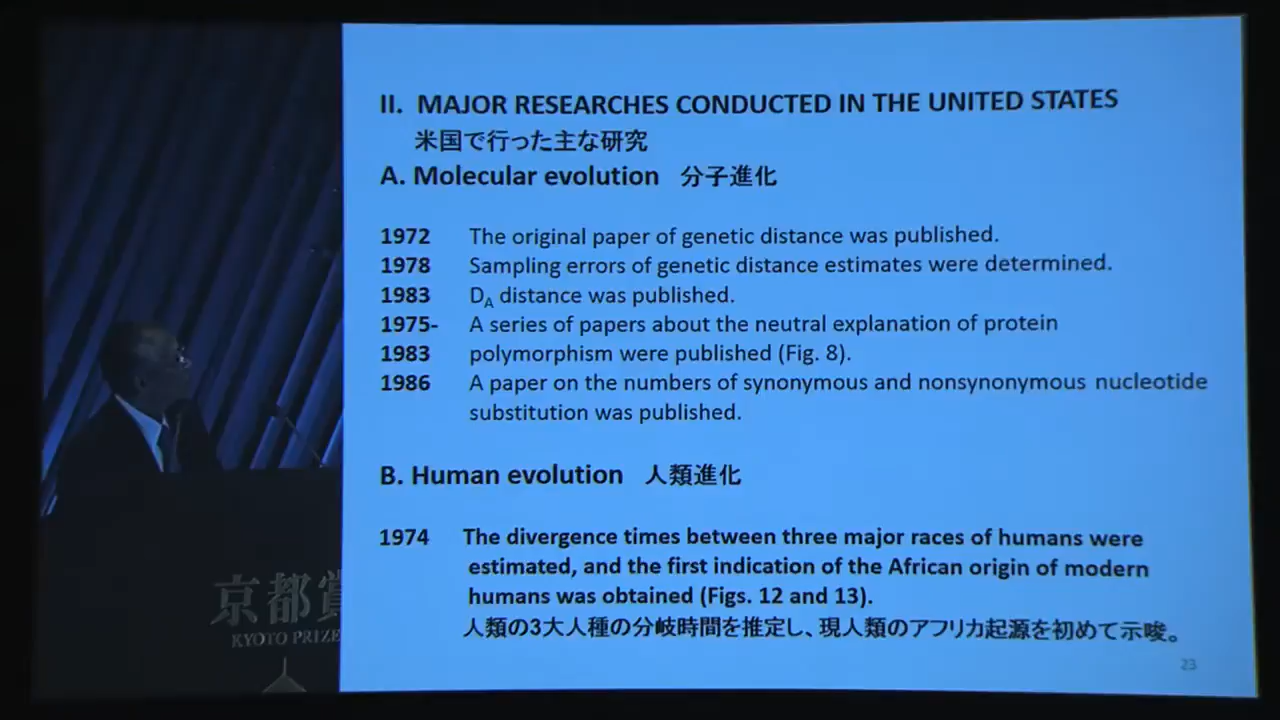 II. MAJOR RESEARCHES CONDUCTED IN THE UNITED STATES
米国で行った主な研究
A. Molecular evolution 分子進化
1972 The original paper of genetic distance was published.
1978 Sampling errors of genetic distance estimates were determined.
1983 DA distance was published.
1975- A series of papers about the neutral explanation of protein
1983 polymorphism were published (Fig. 8).
1986 A paper on the numbers of synonymous and nonsynonymous nucleotide
substitution was published.
B. Human evolution 人類進化
1974 The divergence times between three major races of humans were
estimated, and the first indication of the African origin of modern
humans was obtained (Figs. 12 and 13).
人類の3大人種の分岐時間を推定し、現人類のアフリカ起源を初めて示唆。
23
京都賞
KYOTO PRIZE